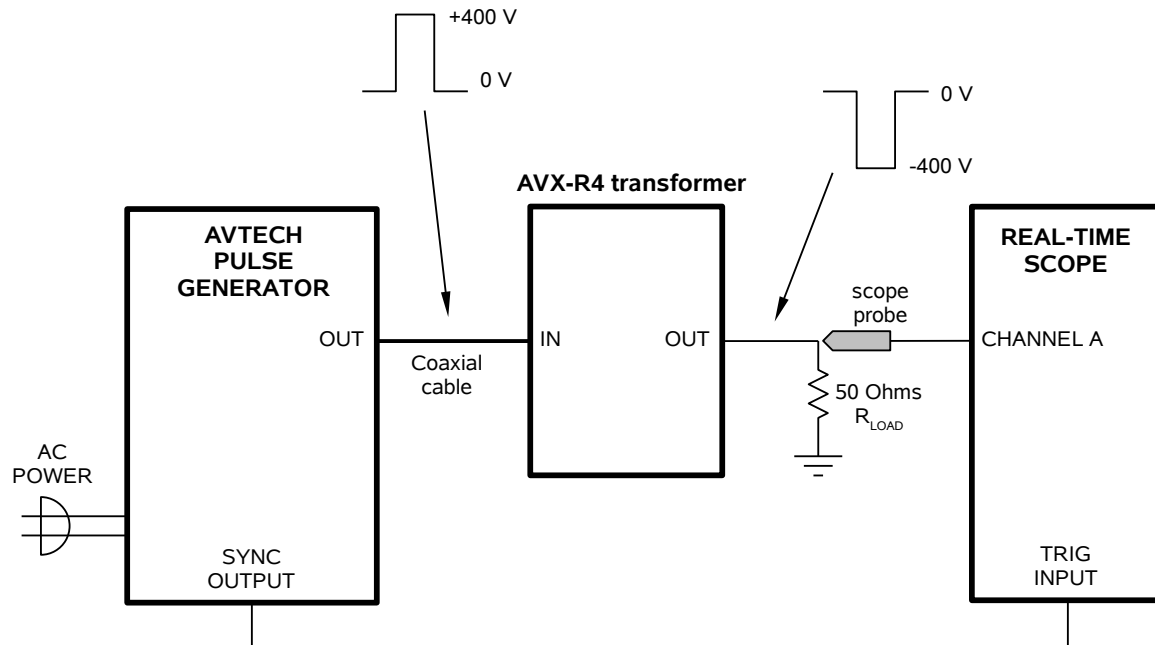 +400 V
0 V
0 V
-400 V
AVX-R4 transformer
AVTECH
PULSE
GENERATOR
OUT
Coaxial
cable
IN
OUT
scope
probe
REAL-TIME
SCOPE
CHANNEL A
50 Ohms
RLOAD
AC
POWER
SYNC
OUTPUT
TRIG
INPUT